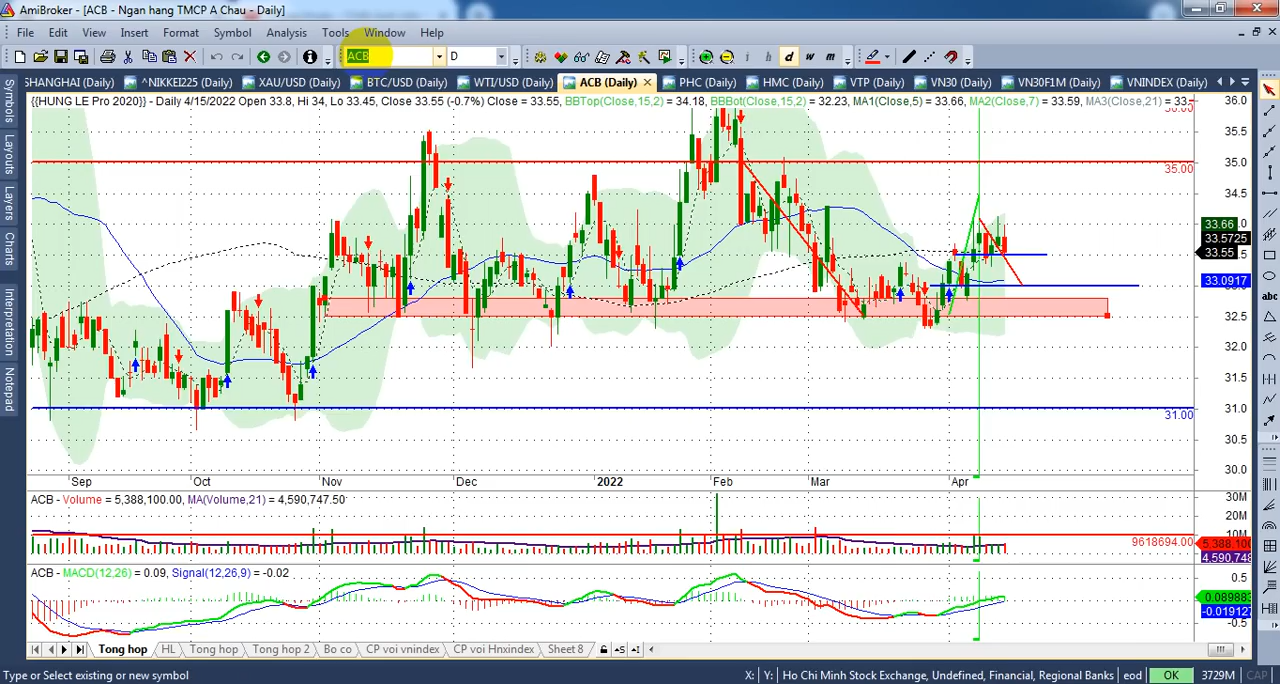 AmiBroker - [ACB - Ngan hang TMCP A Chau - Daily]
File Edit View Insert Format Symbol Analysis Tools Window Help
ACB D i h d w m
SHANGHAI (Daily) ^NIKKEI225 (Daily) XAU/USD (Daily) BTC/USD (Daily) WTI/USD (Daily) ACB (Daily) PHC (Daily) HMC (Daily) VTP (Daily) VN30 (Daily) VN30F1M (Daily) VNINDEX (Daily)
{{HUNG LE Pro 2020}} - Daily 4/15/2022 Open 33.8, Hi 34, Lo 33.45, Close 33.55 (-0.7%) Close = 33.55, BBTop(Close,15,2) = 34.18, BBBot(Close,15,2) = 32.23, MA1(Close,5) = 33.66, MA2(Close,7) = 33.59, MA3(Close,21) = 33.
36.0
35.5
35.0
35.00
34.5
33.66
33.5725
33.55
33.0917
32.5
32.0
31.5
31.0
31.00
30.5
30.0
Sep Oct Nov Dec 2022 Feb Mar Apr
ACB - Volume = 5,388,100.00, MA(Volume,21) = 4,590,747.50
30M
20M
10M
9618694.00
5,388,100
4,590,748
ACB - MACD(12,26) = 0.09, Signal(12,26,9) = -0.02
0.5
0.089883
-0.019127
-0.5
Tong hop HL Tong hop Tong hop 2 Bo co CP voi vnindex CP voi Hnxindex Sheet 8
Type or Select existing or new symbol X: Y: Ho Chi Minh Stock Exchange, Undefined, Financial, Regional Banks eod OK 3729M CAP
Symbols
Layouts
Layers
Charts
Interpretation
Notepad
abc